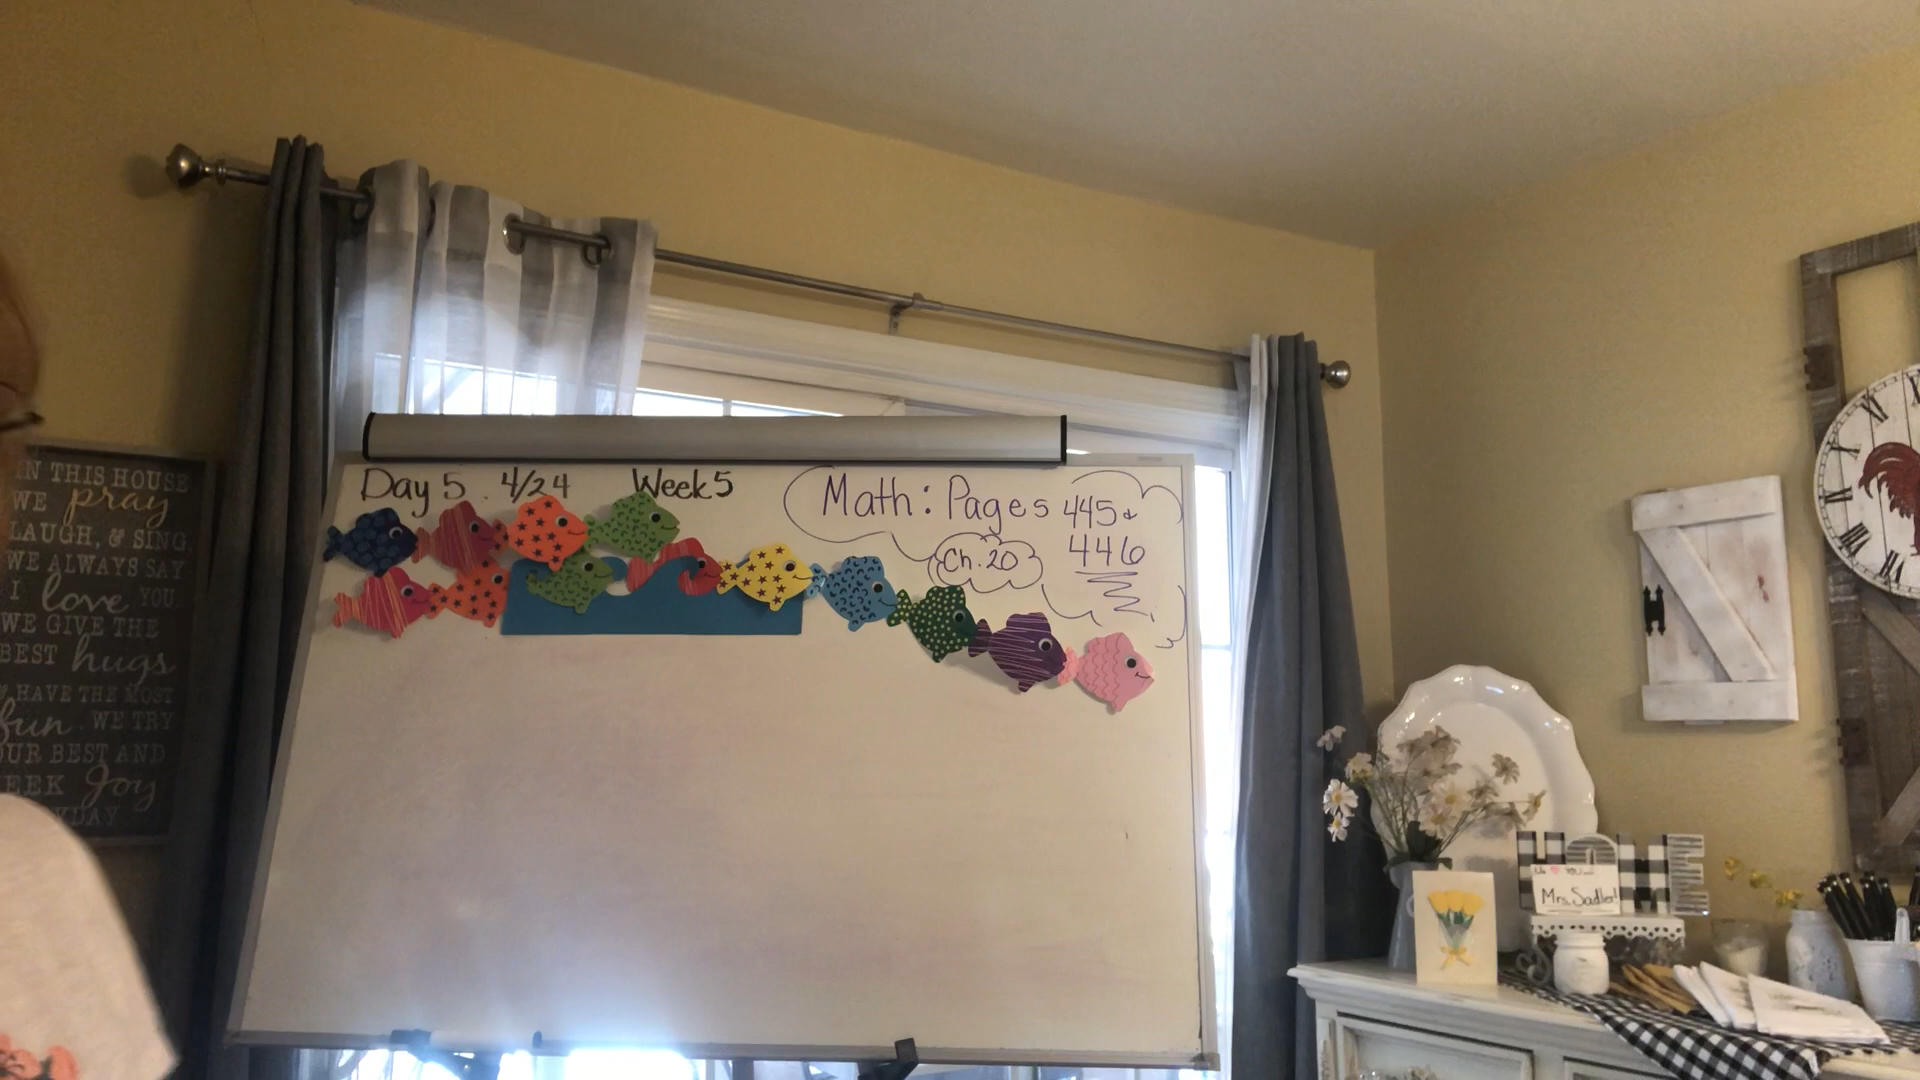 IN THIS HOUSE
WE pray
LAUGH, & SING.
WE ALWAYS SAY
I love YOU.
WE GIVE THE
BEST hugs
HAVE THE MOST
fun. WE TRY
OUR BEST AND
Joy
Day 5 4/24 Week 5
Math: Pages 445 &
446
Ch. 20
HOME
We ♥ You
Mrs. Sadler!